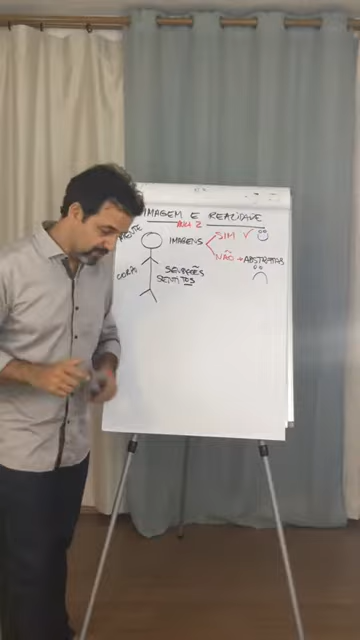 IMAGEM E REALIDADE
AULA 2
MENTE
IMAGENS
SIM
NÃO → ABSTRATAS
CORPO
SENSAÇÕES
SENTIDOS